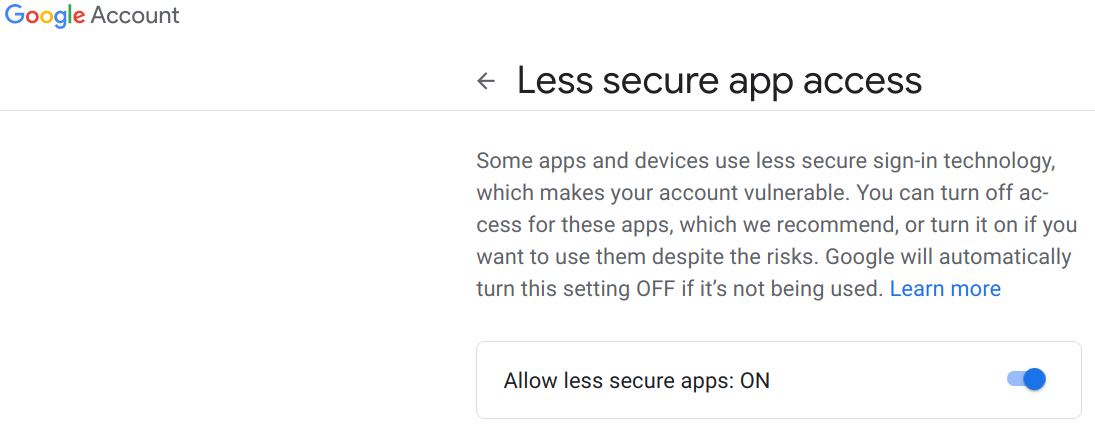 Google Account
Less secure app access
Some apps and devices use less secure sign-in technology,
which makes your account vulnerable. You can turn off ac-
cess for these apps, which we recommend, or turn it on if you
want to use them despite the risks. Google will automatically
turn this setting OFF if it’s not being used. Learn more
Allow less secure apps: ON